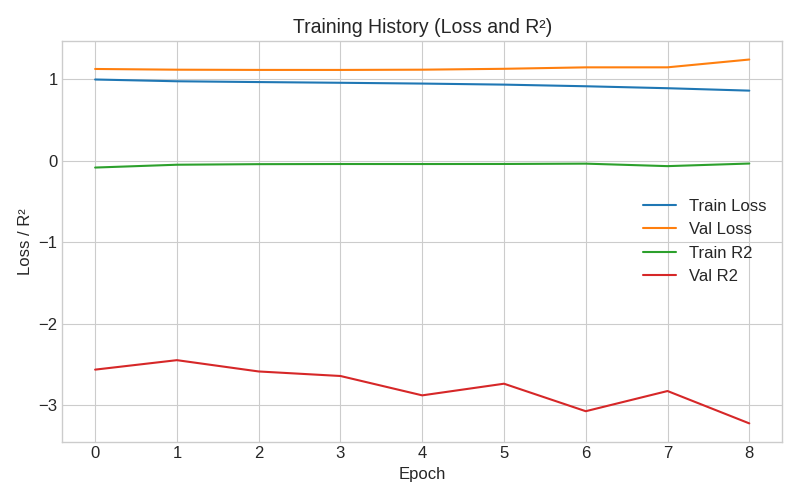 Training History (Loss and R²)
Loss / R²
1
0
−1
−2
−3
Train Loss
Val Loss
Train R2
Val R2
0 1 2 3 4 5 6 7 8
Epoch